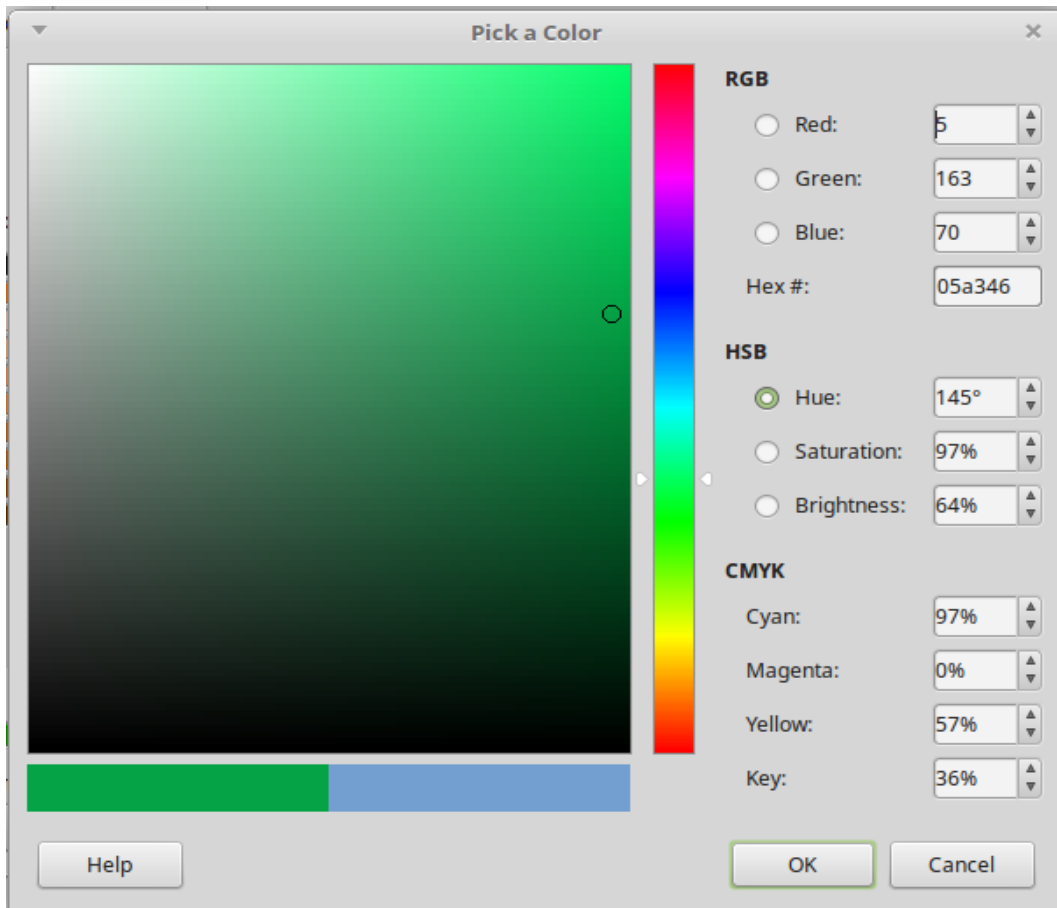 Pick a Color
RGB
Red: 5
Green: 163
Blue: 70
Hex #: 05a346
HSB
Hue: 145°
Saturation: 97%
Brightness: 64%
CMYK
Cyan: 97%
Magenta: 0%
Yellow: 57%
Key: 36%
Help OK Cancel